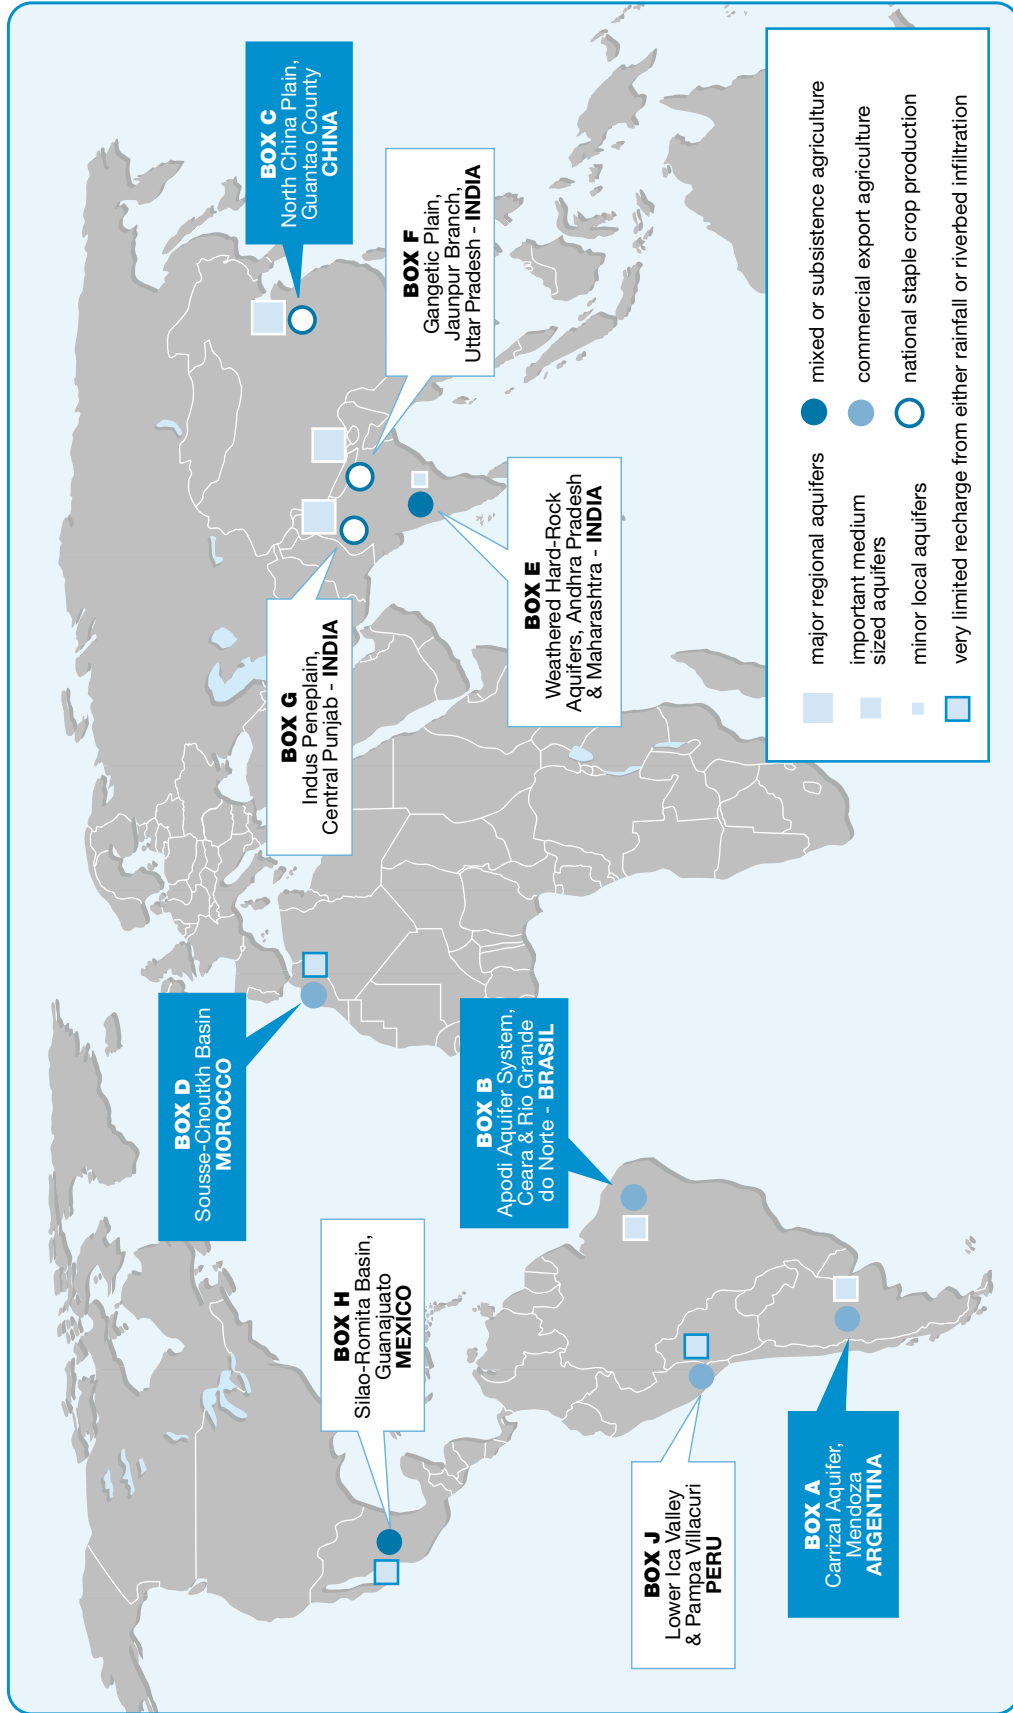 BOX C
North China Plain,
Guantao County
CHINA
BOX F
Gangetic Plain,
Jaunpur Branch,
Uttar Pradesh - INDIA
BOX G
Indus Peneplain,
Central Punjab - INDIA
BOX E
Weathered Hard-Rock
Aquifers, Andhra Pradesh
& Maharashtra - INDIA
BOX D
Sousse-Choutkh Basin
MOROCCO
BOX B
Apodi Aquifer System,
Ceara & Rio Grande
do Norte - BRASIL
BOX H
Silao-Romita Basin,
Guanajuato
MEXICO
BOX J
Lower Ica Valley
& Pampa Villacuri
PERU
BOX A
Carrizal Aquifer,
Mendoza
ARGENTINA
major regional aquifers
important medium
sized aquifers
minor local aquifers
very limited recharge from either rainfall or riverbed infiltration
mixed or subsistence agriculture
commercial export agriculture
national staple crop production